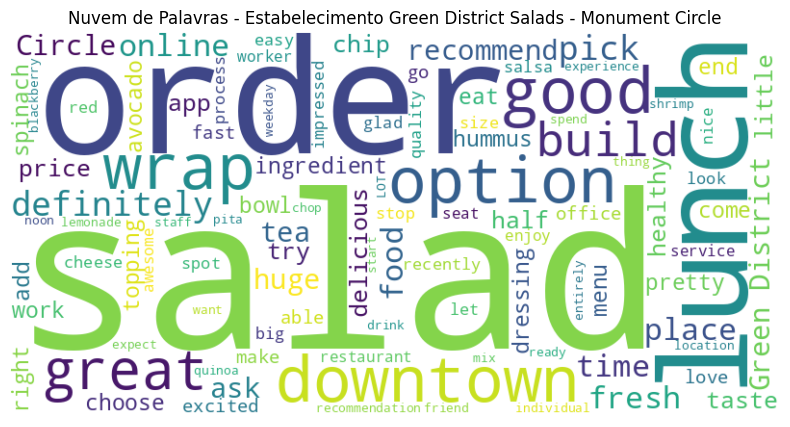 Nuvem de Palavras - Estabelecimento Green District Salads - Monument Circle
Circle online easy worker chip recommend pick end
spinach blackberry red order app process weekday impressed go salsa experience good lunch little
avocado fast glad quality eat size spend shrimp nice
price wrap ingredient hummus build thing
definitely bowl chop tea LOT option stop seat half office healthy look come
noon lemonade staff pita try food enjoy service
add topping awesome cheese spot huge delicious start recently dressing entirely menu pretty Green District
work want able let drink place
salad big location
right expect great quinoa make restaurant mix ready time love
choose excited ask downtown fresh taste
recommendation friend individual